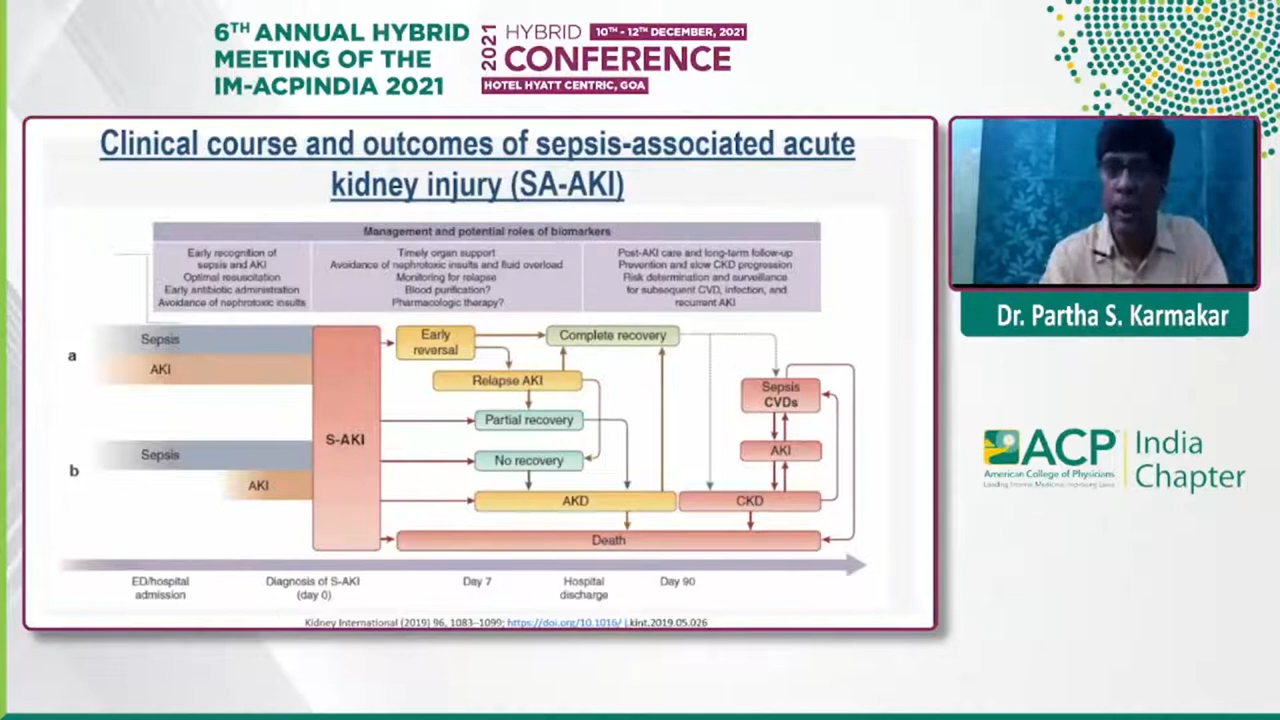 6TH ANNUAL HYBRID
MEETING OF THE
IM-ACPINDIA 2021
2021
HYBRID
10TH - 12TH DECEMBER, 2021
CONFERENCE
HOTEL HYATT CENTRIC, GOA
Clinical course and outcomes of sepsis-associated acute
kidney injury (SA-AKI)
Management and potential roles of biomarkers
Early recognition of
sepsis and AKI
Optimal resuscitation
Early antibiotic administration
Avoidance of nephrotoxic insults
Timely organ support
Avoidance of nephrotoxic insults and fluid overload
Monitoring for relapse
Blood purification?
Pharmacologic therapy?
Post-AKI care and long-term follow-up
Prevention and slow CKD progression
Risk determination and surveillance
for subsequent CVD, infection, and
recurrent AKI
a
Sepsis
AKI
b
Sepsis
AKI
S-AKI
Early
reversal
Complete recovery
Relapse AKI
Partial recovery
No recovery
AKD
Sepsis
CVDs
AKI
CKD
Death
ED/hospital
admission
Diagnosis of S-AKI
(day 0)
Day 7
Hospital
discharge
Day 90
Kidney International (2019) 96, 1083–1099; https://doi.org/10.1016/ j.kint.2019.05.026
Dr. Partha S. Karmakar
ACP
American College of Physicians
Leading Internal Medicine, Improving Lives
India
Chapter